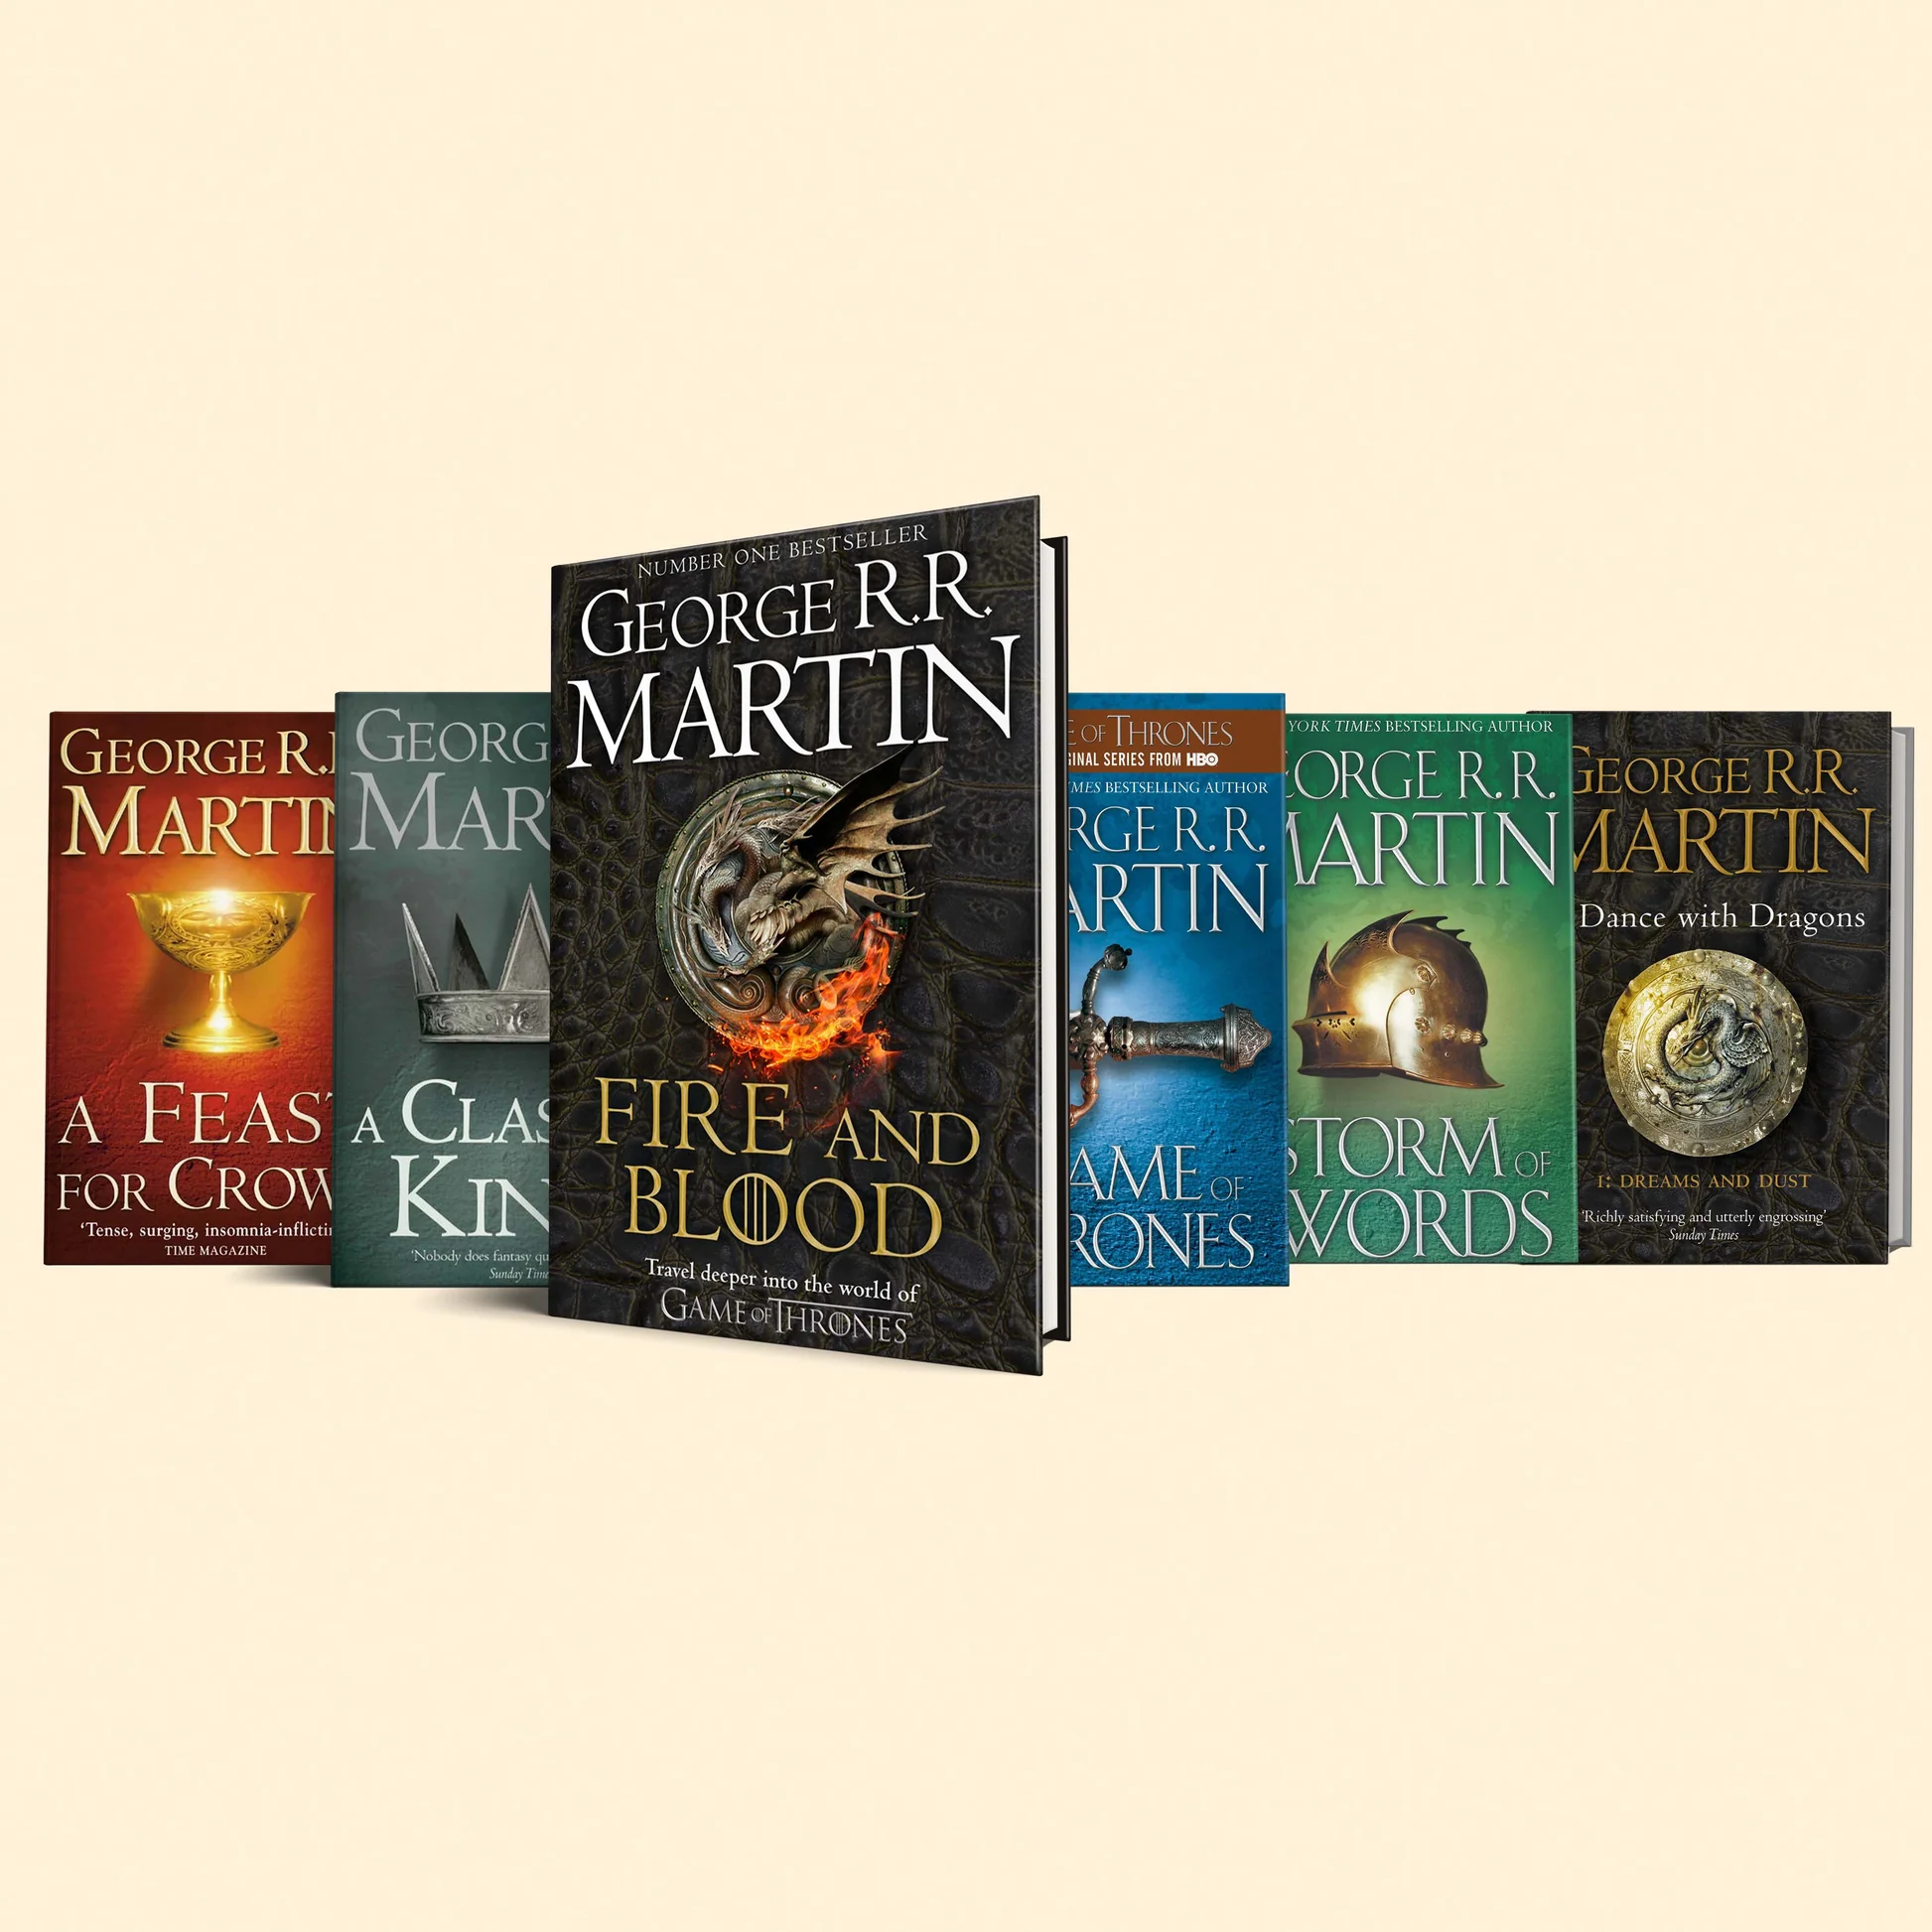 GEORGE R.R.
MARTIN
A FEAST
FOR CROW
'Tense, surging, insomnia-inflictin
TIME MAGAZINE
GEORG
MAR
A CLAS
KIN
'Nobody does fantasy qu
Sunday Time
NUMBER ONE BESTSELLER
GEORGE R.R.
MARTIN
FIRE AND
BLOOD
Travel deeper into the world of
GAME OF THRONES
E OF THRONES
GINAL SERIES FROM HBO
MES BESTSELLING AUTHOR
RGE R.R.
ARTIN
AME OF
RONES
YORK TIMES BESTSELLING AUTHOR
EORGE R.R.
MARTIN
STORM OF
WORDS
GEORGE R.R.
MARTIN
Dance with Dragons
1: DREAMS AND DUST
'Richly satisfying and utterly engrossing'
Sunday Times